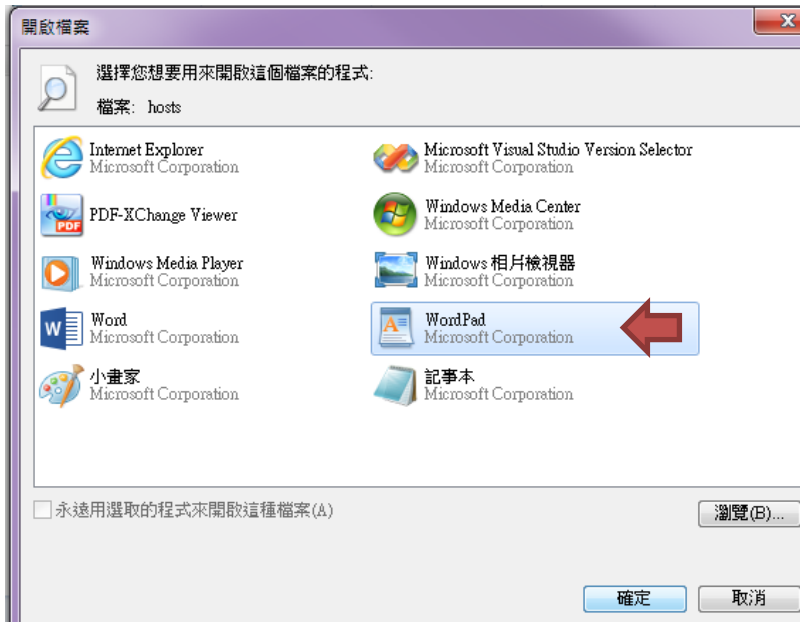 開啟檔案
選擇您想要用來開啟這個檔案的程式:
檔案: hosts
Internet Explorer
Microsoft Corporation
Microsoft Visual Studio Version Selector
Microsoft Corporation
PDF-XChange Viewer
Windows Media Center
Microsoft Corporation
Windows Media Player
Microsoft Corporation
Windows 相片檢視器
Microsoft Corporation
Word
Microsoft Corporation
WordPad
Microsoft Corporation
小畫家
Microsoft Corporation
記事本
Microsoft Corporation
永遠用選取的程式來開啟這種檔案(A)
瀏覽(B)...
確定
取消